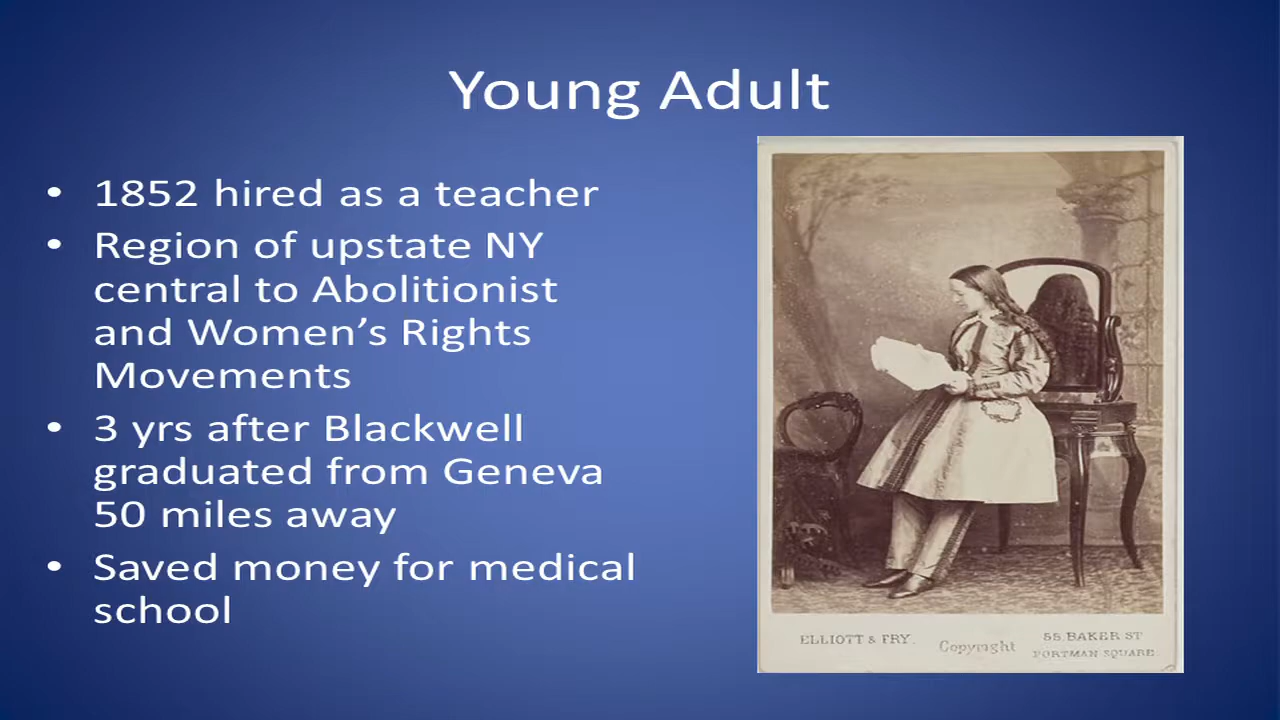 Young Adult
• 1852 hired as a teacher
• Region of upstate NY
central to Abolitionist
and Women’s Rights
Movements
• 3 yrs after Blackwell
graduated from Geneva
50 miles away
• Saved money for medical
school
ELLIOTT & FRY.
Copyright
55. BAKER ST
PORTMAN SQUARE.